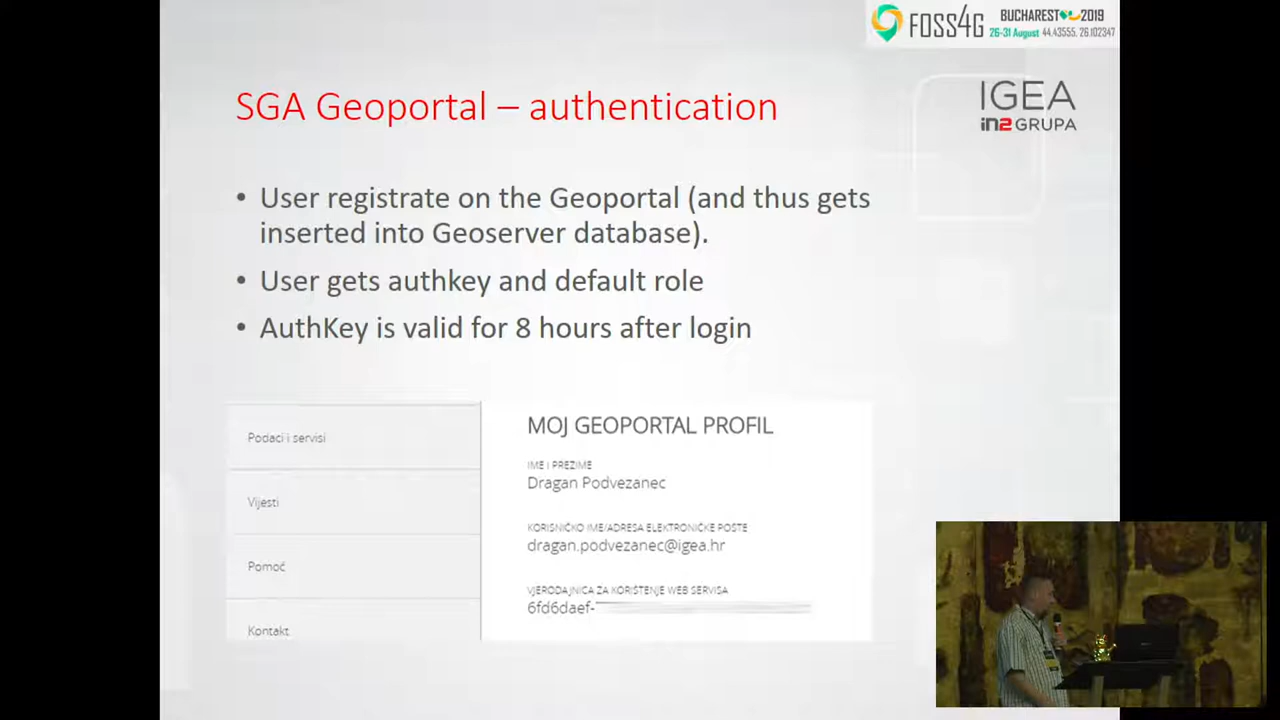 FOSS4G
BUCHAREST 2019
26-31 August 44.43555, 26.102347
SGA Geoportal – authentication
IGEA
in2 GRUPA
• User registrate on the Geoportal (and thus gets
inserted into Geoserver database).
• User gets authkey and default role
• AuthKey is valid for 8 hours after login
Podaci i servisi
Vijesti
Pomoć
Kontakt
MOJ GEOPORTAL PROFIL
IME I PREZIME
Dragan Podvezanec
KORISNIČKO IME/ADRESA ELEKTRONIČKE POŠTE
dragan.podvezanec@igea.hr
VJERODAJNICA ZA KORIŠTENJE WEB SERVISA
6fd6daef-